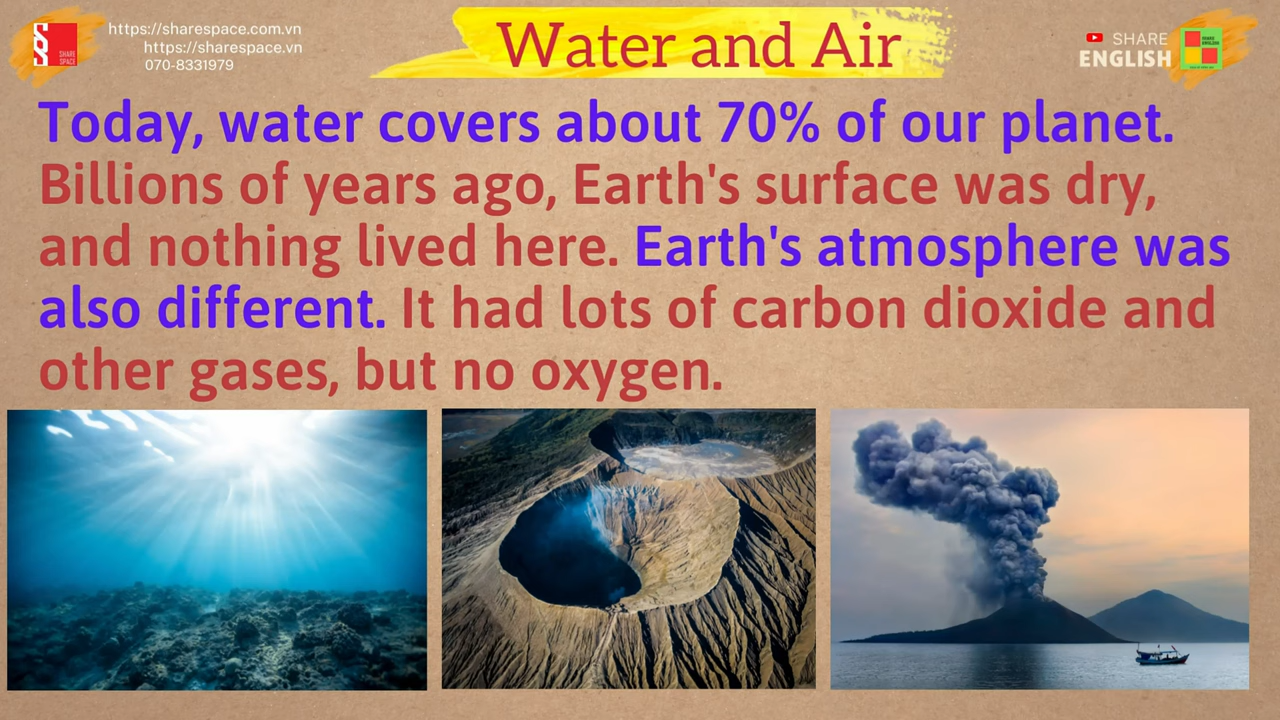 https://sharespace.com.vn
https://sharespace.vn
070-8331979
SHARE
SPACE
Water and Air
SHARE
ENGLISH
Today, water covers about 70% of our planet.
Billions of years ago, Earth's surface was dry,
and nothing lived here. Earth's atmosphere was
also different. It had lots of carbon dioxide and
other gases, but no oxygen.